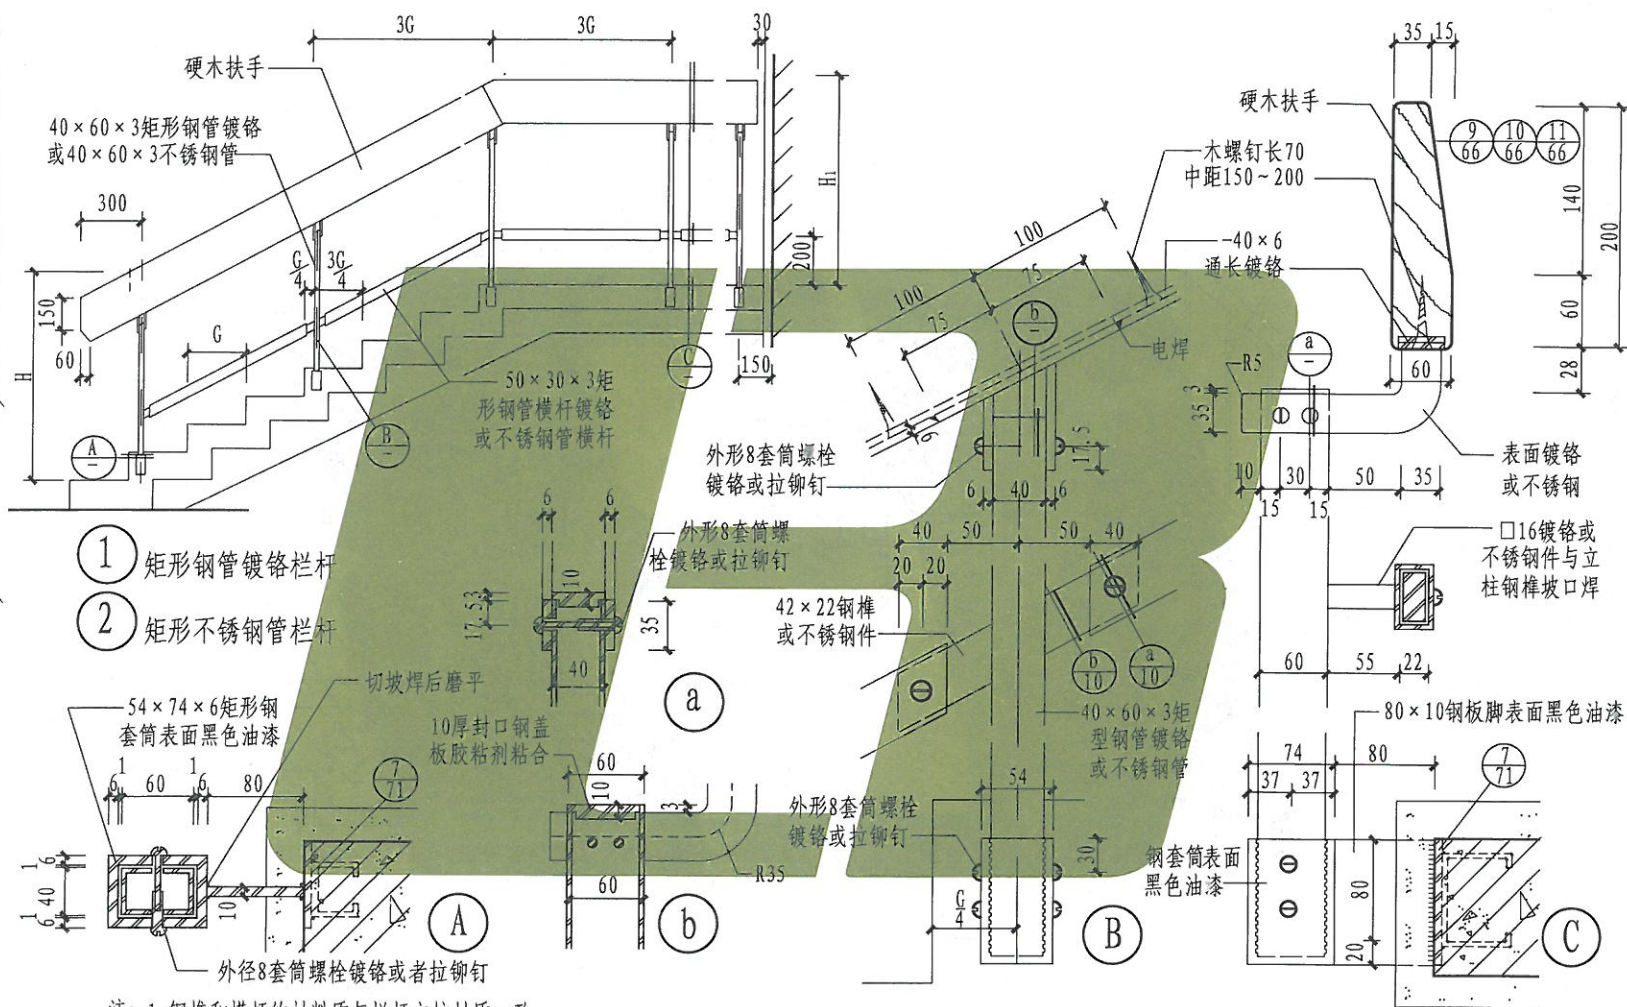 3G
3G
30
硬木扶手
40×60×3矩形钢管镀铬
或40×60×3不锈钢管
300
H₁
G/4
3G/4
200
150
G
60
H
150
C
-
50×30×3矩
形钢管横杆镀铬
或不锈钢管横杆
A
-
B
-
1
矩形钢管镀铬栏杆
2
矩形不锈钢管栏杆
35
15
硬木扶手
9
66
10
66
11
66
140
200
60
28
60
木螺钉长70
中距150~200
-40×6
通长镀铬
100
75
100
75
b
-
电焊
6
外形8套筒螺栓
镀铬或拉铆钉
17.5
6
40
6
a
-
R5
3
35
10
30
50
35
15
15
表面镀铬
或不锈钢
□16镀铬或
不锈钢件与立
柱钢榫坡口焊
60
55
22
6
6
外形8套筒螺
栓镀铬或拉铆钉
10
17.5
3
35
40
a
40
50
50
40
20
20
42×22钢榫
或不锈钢件
b
10
a
10
40×60×3矩
型钢管镀铬
或不锈钢管
切坡焊后磨平
54×74×6矩形钢
套筒表面黑色油漆
1
1
6
60
6
80
7
71
1
6
40
1
6
10
A
外径8套筒螺栓镀铬或者拉铆钉
10厚封口钢盖
板胶粘剂粘合
60
10
3
60
R35
b
54
外形8套筒螺栓
镀铬或拉铆钉
30
G/4
B
80×10钢板脚表面黑色油漆
74
80
37
37
7
71
钢套筒表面
黑色油漆
80
20
C